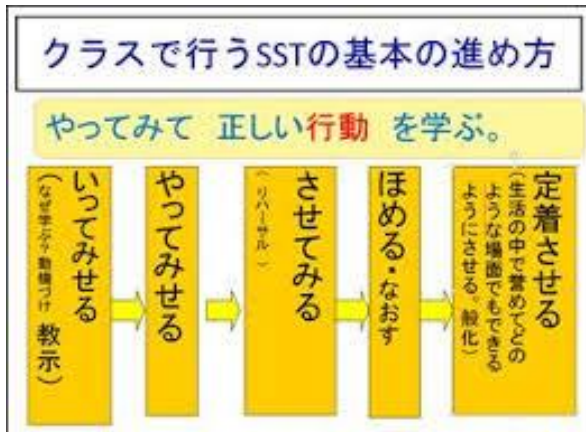 クラスで行うSSTの基本の進め方
やってみて 正しい行動 を学ぶ。
いってみせる
（なぜ学ぶ？動機づけ 教示）
やってみせる
させてみる
（リハーサル）
ほめる・なおす
定着させる
（生活の中で誉めてどの
ような場面でもできる
ようにさせる。般化）